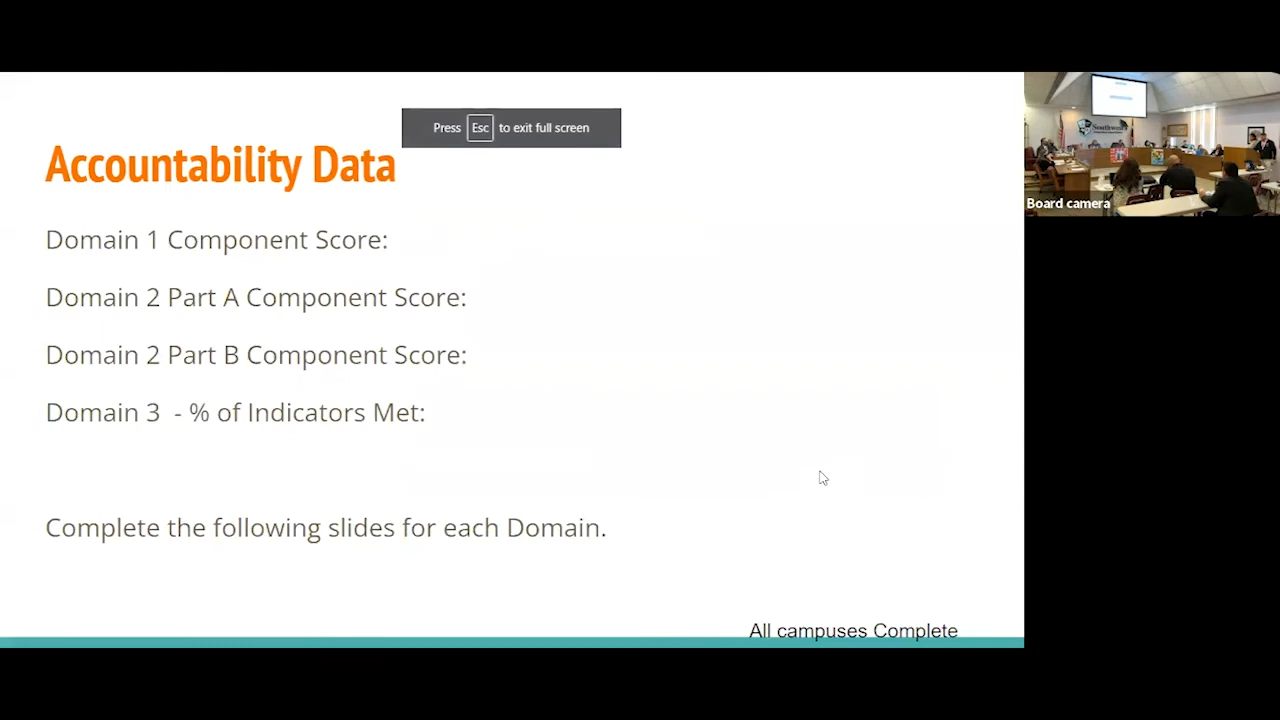 Press Esc to exit full screen
Accountability Data
Domain 1 Component Score:
Domain 2 Part A Component Score:
Domain 2 Part B Component Score:
Domain 3 - % of Indicators Met:
Complete the following slides for each Domain.
All campuses Complete
Southwest
Board camera